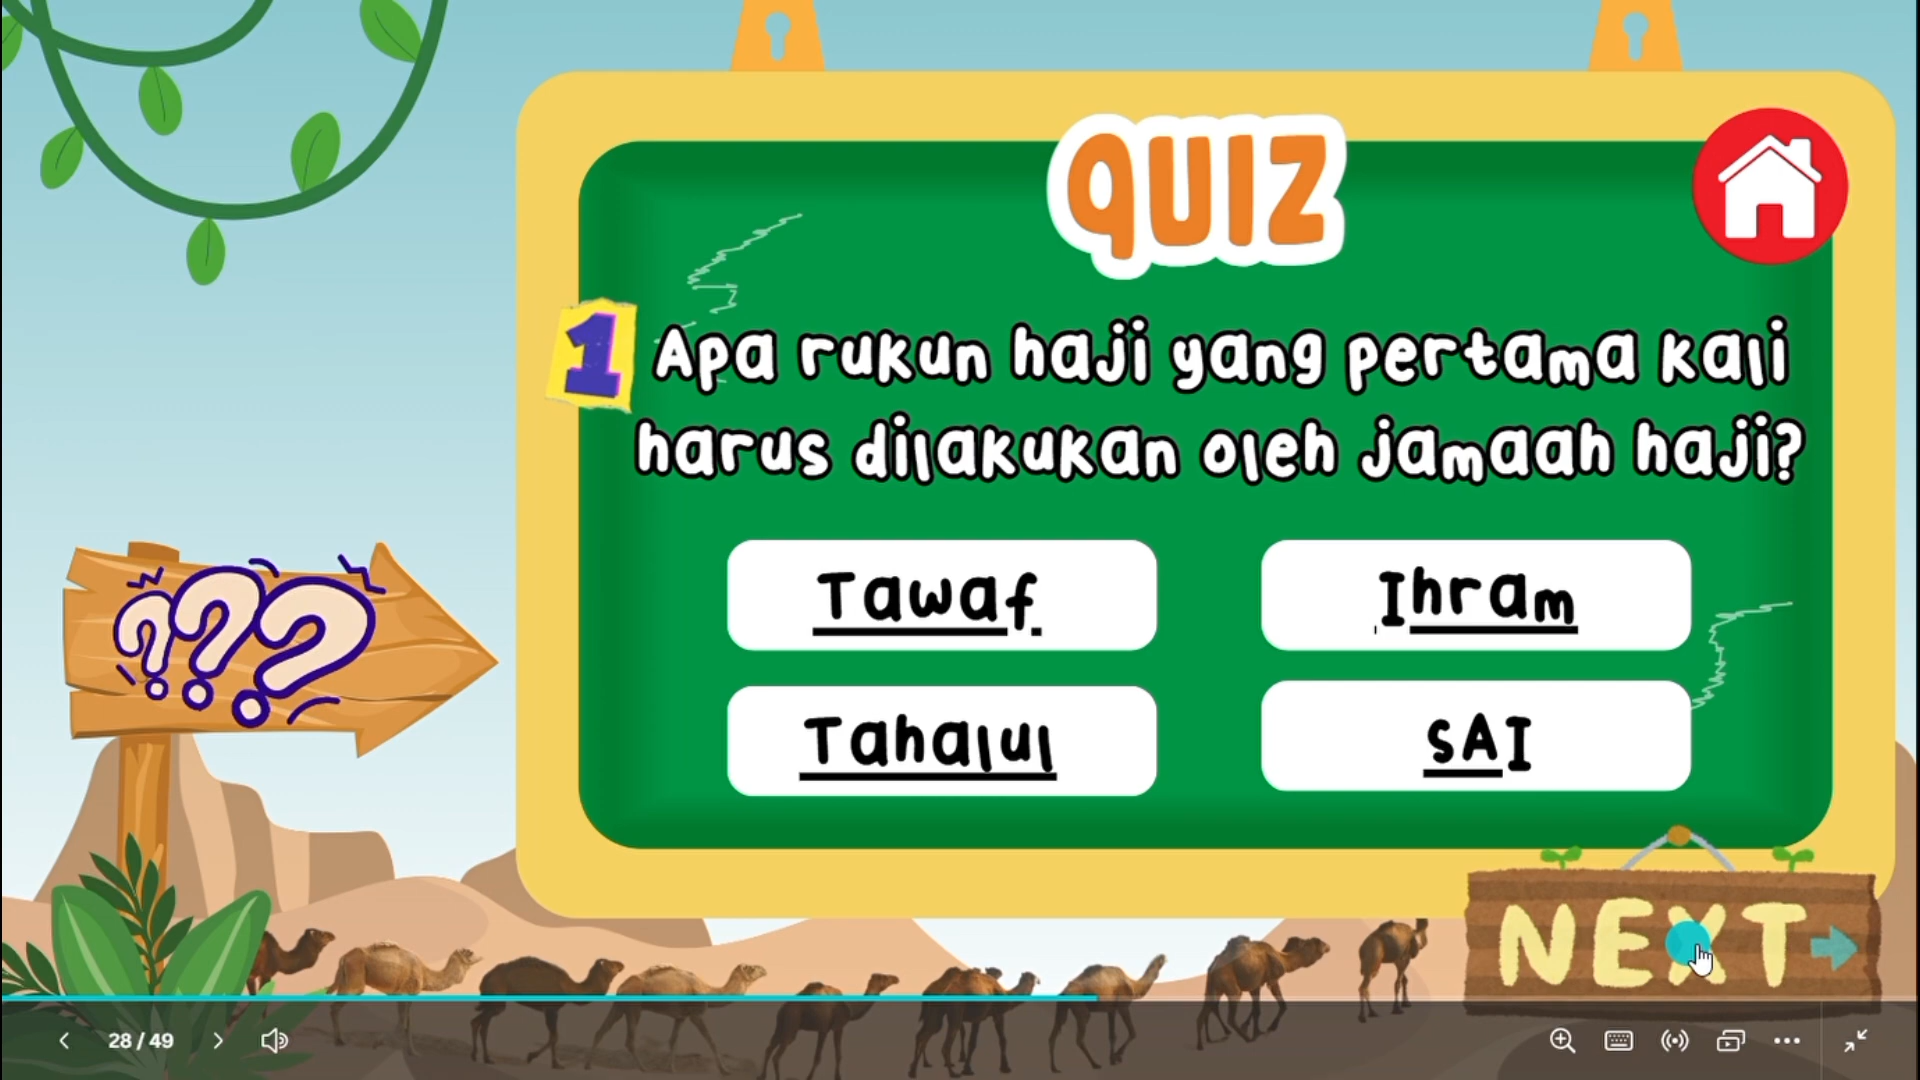 QUIZ
1
Apa rukun haji yang pertama kali
harus dilakukan oleh jamaah haji?
Tawaf
Ihram
Tahalul
SAI
???
NEXT
28 / 49